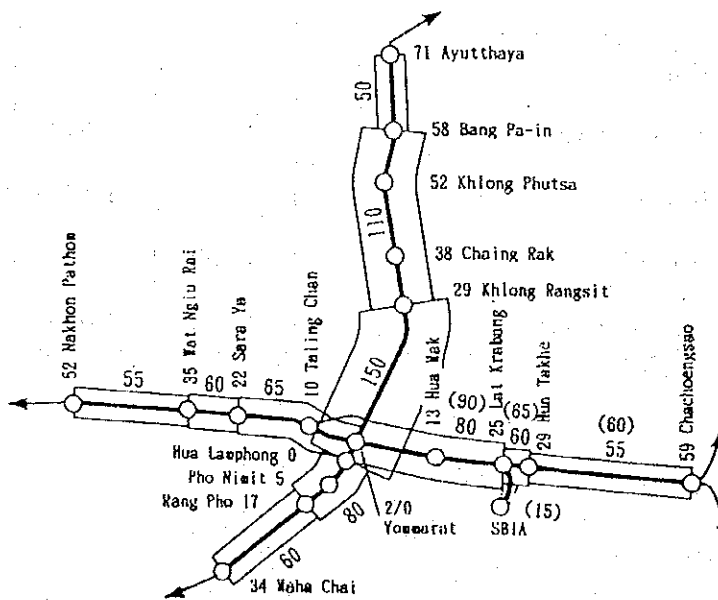 71 Ayutthaya
50
58 Bang Pa-in
52 Khlong Phutsa
110
38 Chaing Rak
29 Khlong Rangsit
150
52 Nakhon Pathom
35 Wat Ngiu Rai
22 Sara Ya
10 Taling Chan
13 Hua Mak
25 Lat Krabang
29 Hun Takhe
59 Chachoengsao
55
60
65
(90)
80
(65)
60
(60)
55
Hua Lamphong 0
Pho Nimit 5
Rang Pho 17
80
2/0
Yommarat
SBIA
(15)
60
34 Maha Chai